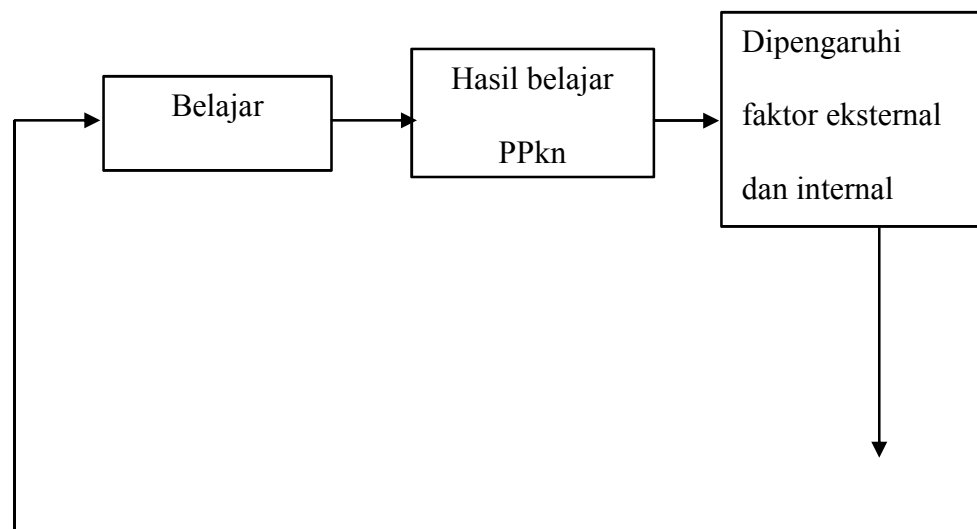 Belajar
Hasil belajar
PPkn
Dipengaruhi
faktor eksternal
dan internal